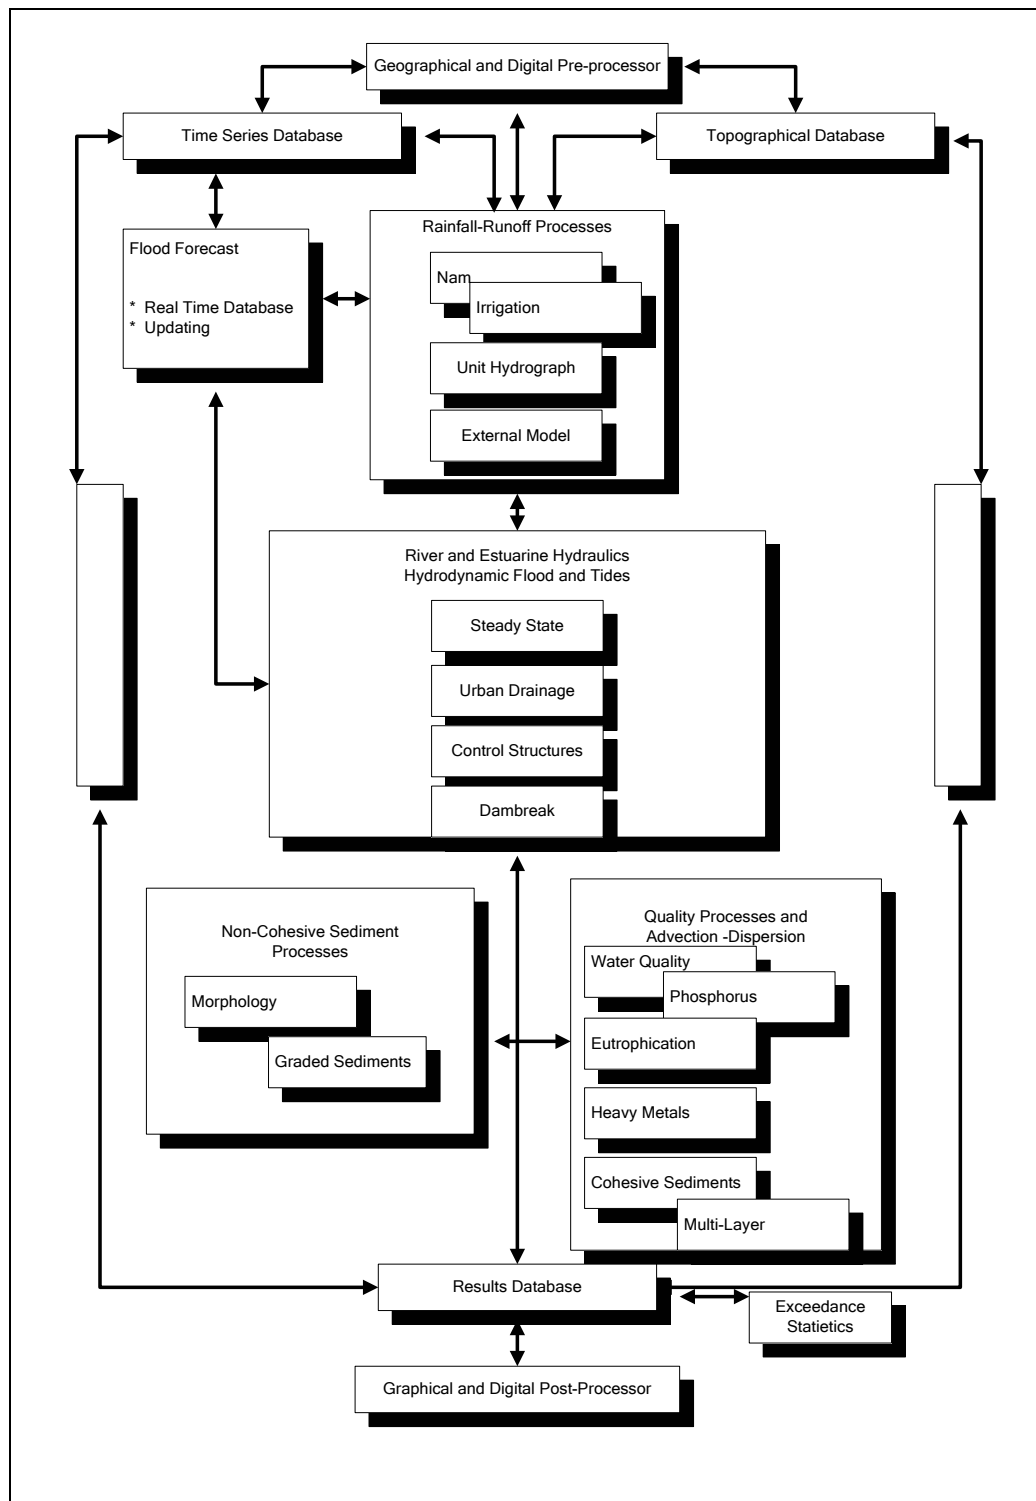 Geographical and Digital Pre-processor
Time Series Database
Topographical Database
Flood Forecast
* Real Time Database
* Updating
Rainfall-Runoff Processes
Nam
Irrigation
Unit Hydrograph
External Model
River and Estuarine Hydraulics
Hydrodynamic Flood and Tides
Steady State
Urban Drainage
Control Structures
Dambreak
Non-Cohesive Sediment
Processes
Morphology
Graded Sediments
Quality Processes and
Advection -Dispersion
Water Quality
Phosphorus
Eutrophication
Heavy Metals
Cohesive Sediments
Multi-Layer
Results Database
Exceedance
Statietics
Graphical and Digital Post-Processor